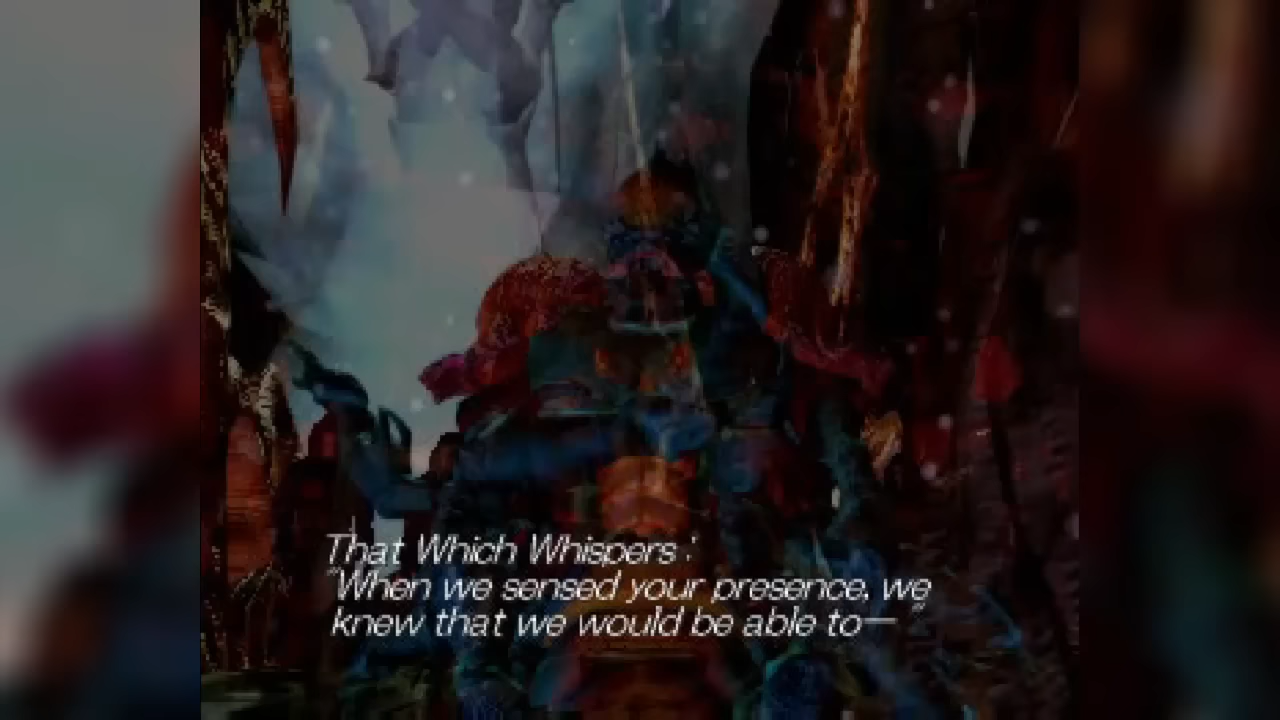 That Which Whispers :
"When we sensed your presence, we
knew that we would be able to— "